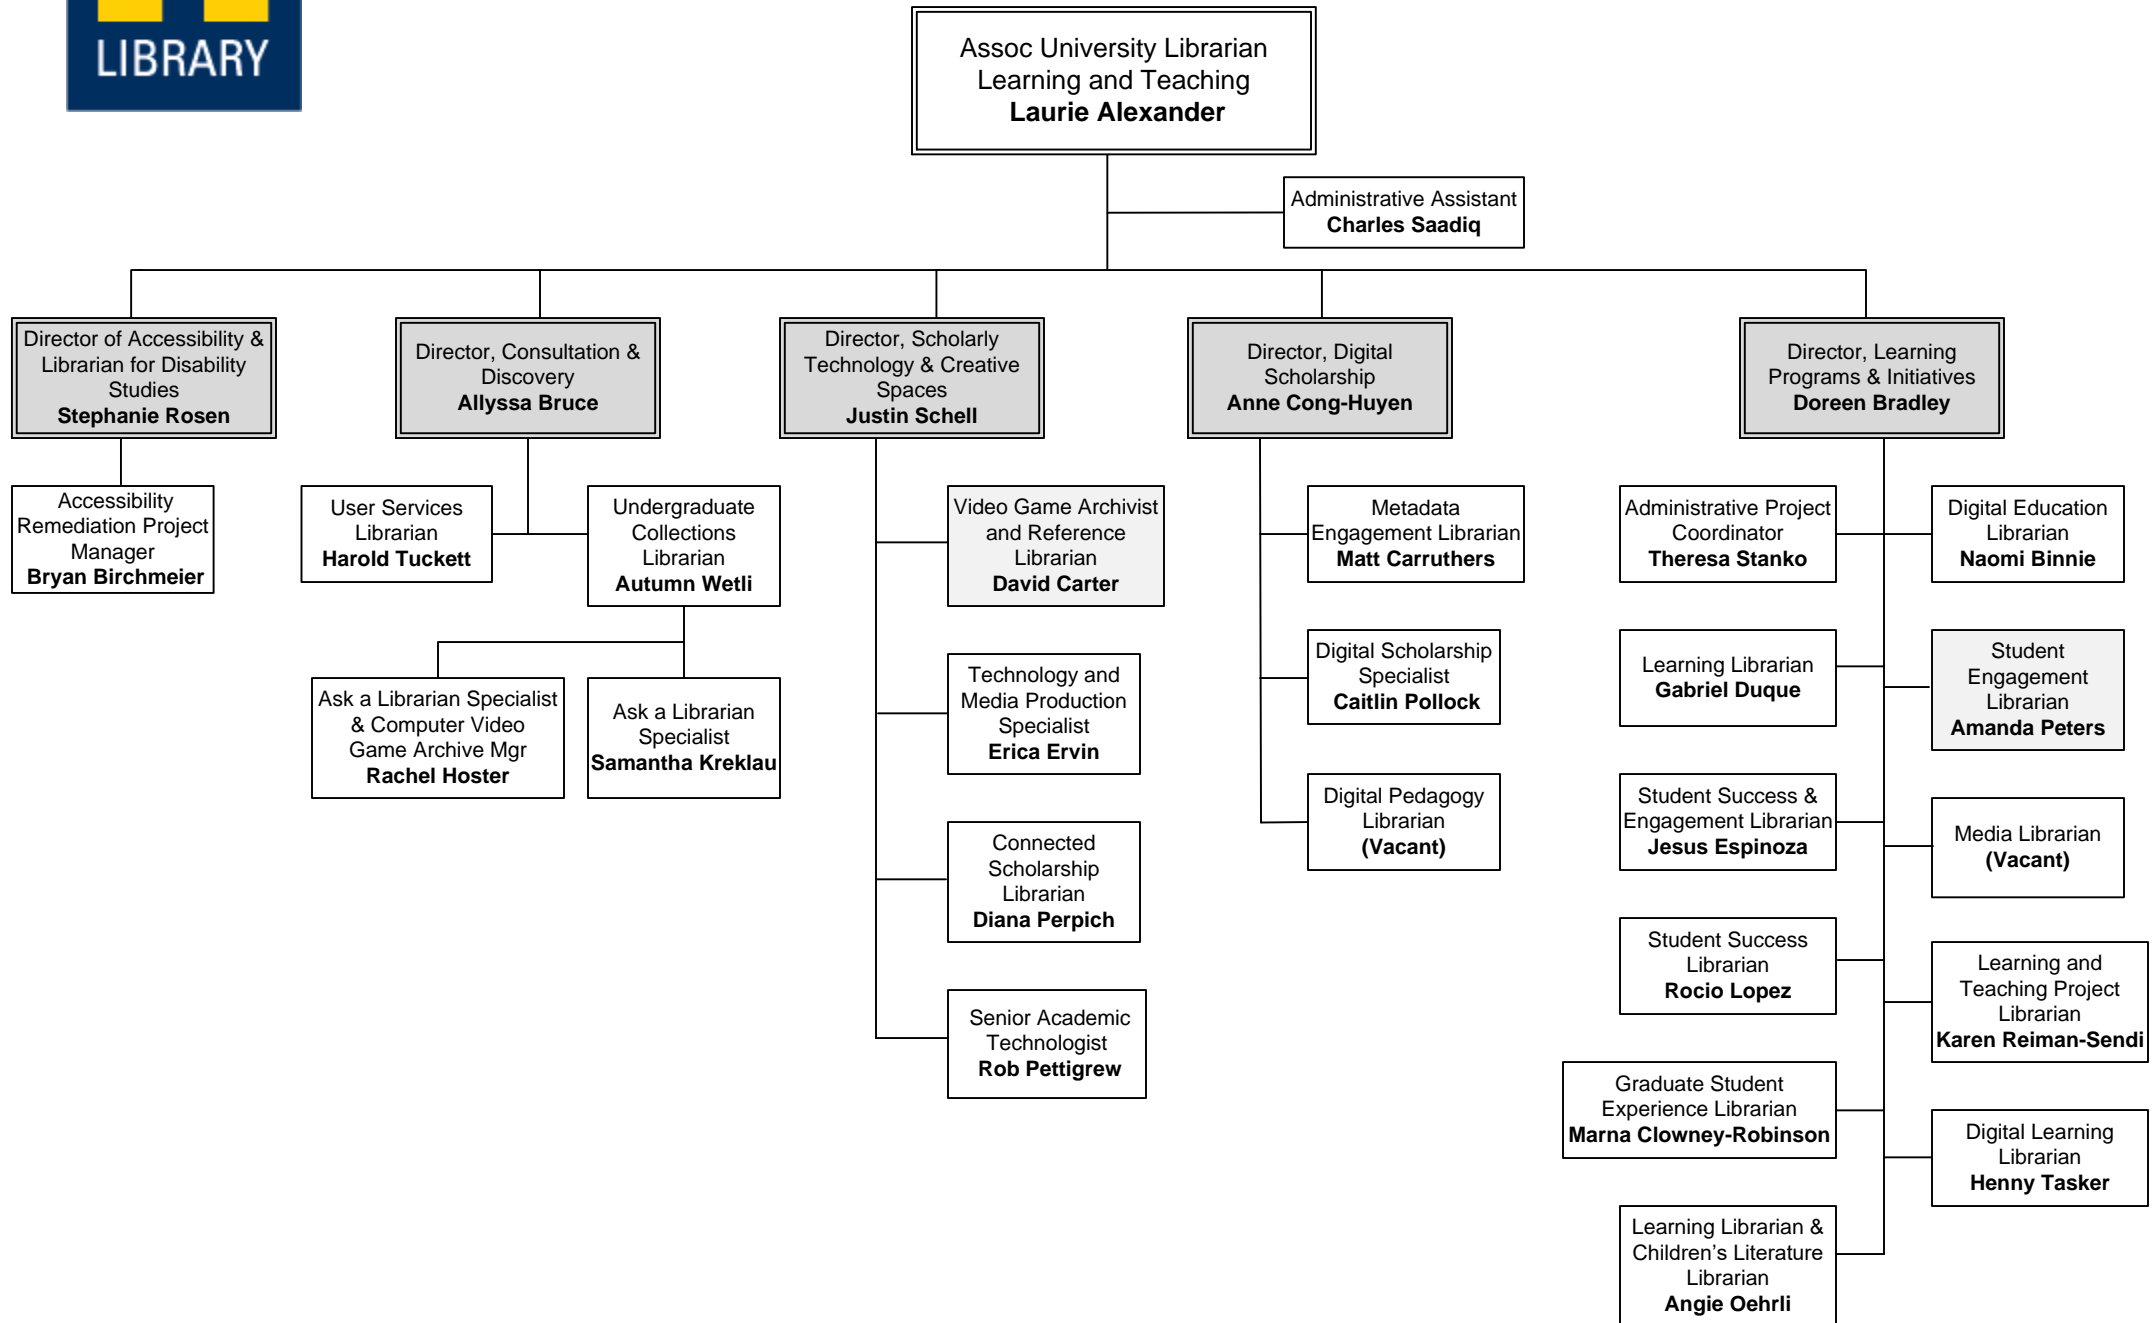 LIBRARY
Assoc University Librarian
Learning and Teaching
Laurie Alexander
Administrative Assistant
Charles Saadiq
Director of Accessibility &
Librarian for Disability
Studies
Stephanie Rosen
Director, Consultation &
Discovery
Allyssa Bruce
Director, Scholarly
Technology & Creative
Spaces
Justin Schell
Director, Digital
Scholarship
Anne Cong-Huyen
Director, Learning
Programs & Initiatives
Doreen Bradley
Accessibility
Remediation Project
Manager
Bryan Birchmeier
User Services
Librarian
Harold Tuckett
Undergraduate
Collections
Librarian
Autumn Wetli
Ask a Librarian Specialist
& Computer Video
Game Archive Mgr
Rachel Hoster
Ask a Librarian
Specialist
Samantha Kreklau
Video Game Archivist
and Reference
Librarian
David Carter
Technology and
Media Production
Specialist
Erica Ervin
Connected
Scholarship
Librarian
Diana Perpich
Senior Academic
Technologist
Rob Pettigrew
Metadata
Engagement Librarian
Matt Carruthers
Digital Scholarship
Specialist
Caitlin Pollock
Digital Pedagogy
Librarian
(Vacant)
Administrative Project
Coordinator
Theresa Stanko
Learning Librarian
Gabriel Duque
Student Success &
Engagement Librarian
Jesus Espinoza
Student Success
Librarian
Rocio Lopez
Graduate Student
Experience Librarian
Marna Clowney-Robinson
Learning Librarian &
Children’s Literature
Librarian
Angie Oehrli
Digital Education
Librarian
Naomi Binnie
Student
Engagement
Librarian
Amanda Peters
Media Librarian
(Vacant)
Learning and
Teaching Project
Librarian
Karen Reiman-Sendi
Digital Learning
Librarian
Henny Tasker